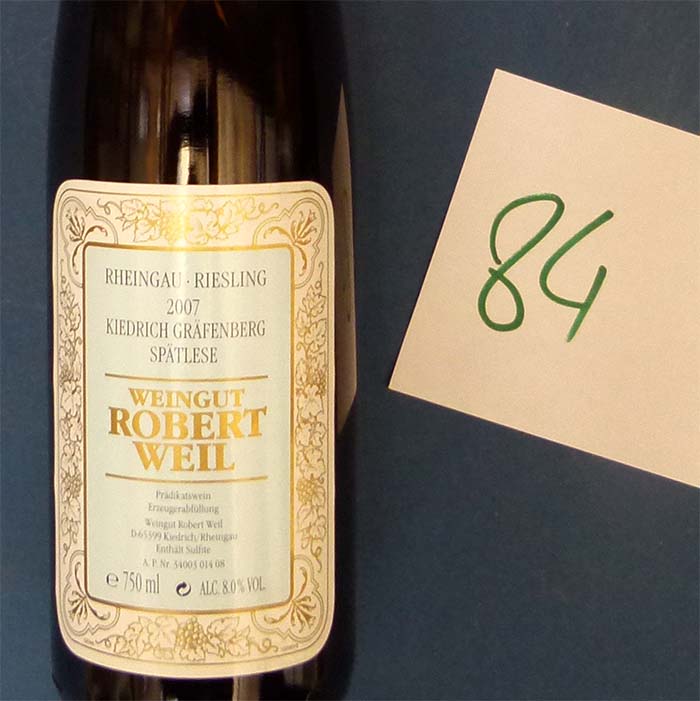 RHEINGAU · RIESLING
2007
KIEDRICH GRÄFENBERG
SPÄTLESE
WEINGUT
ROBERT
WEIL
Prädikatswein
Erzeugerabfüllung
Weingut Robert Weil
D-65399 Kiedrich/Rheingau
Enthält Sulfite
A. P. Nr. 34003 014 08
℮ 750 ml ALC. 8.0% VOL.
84